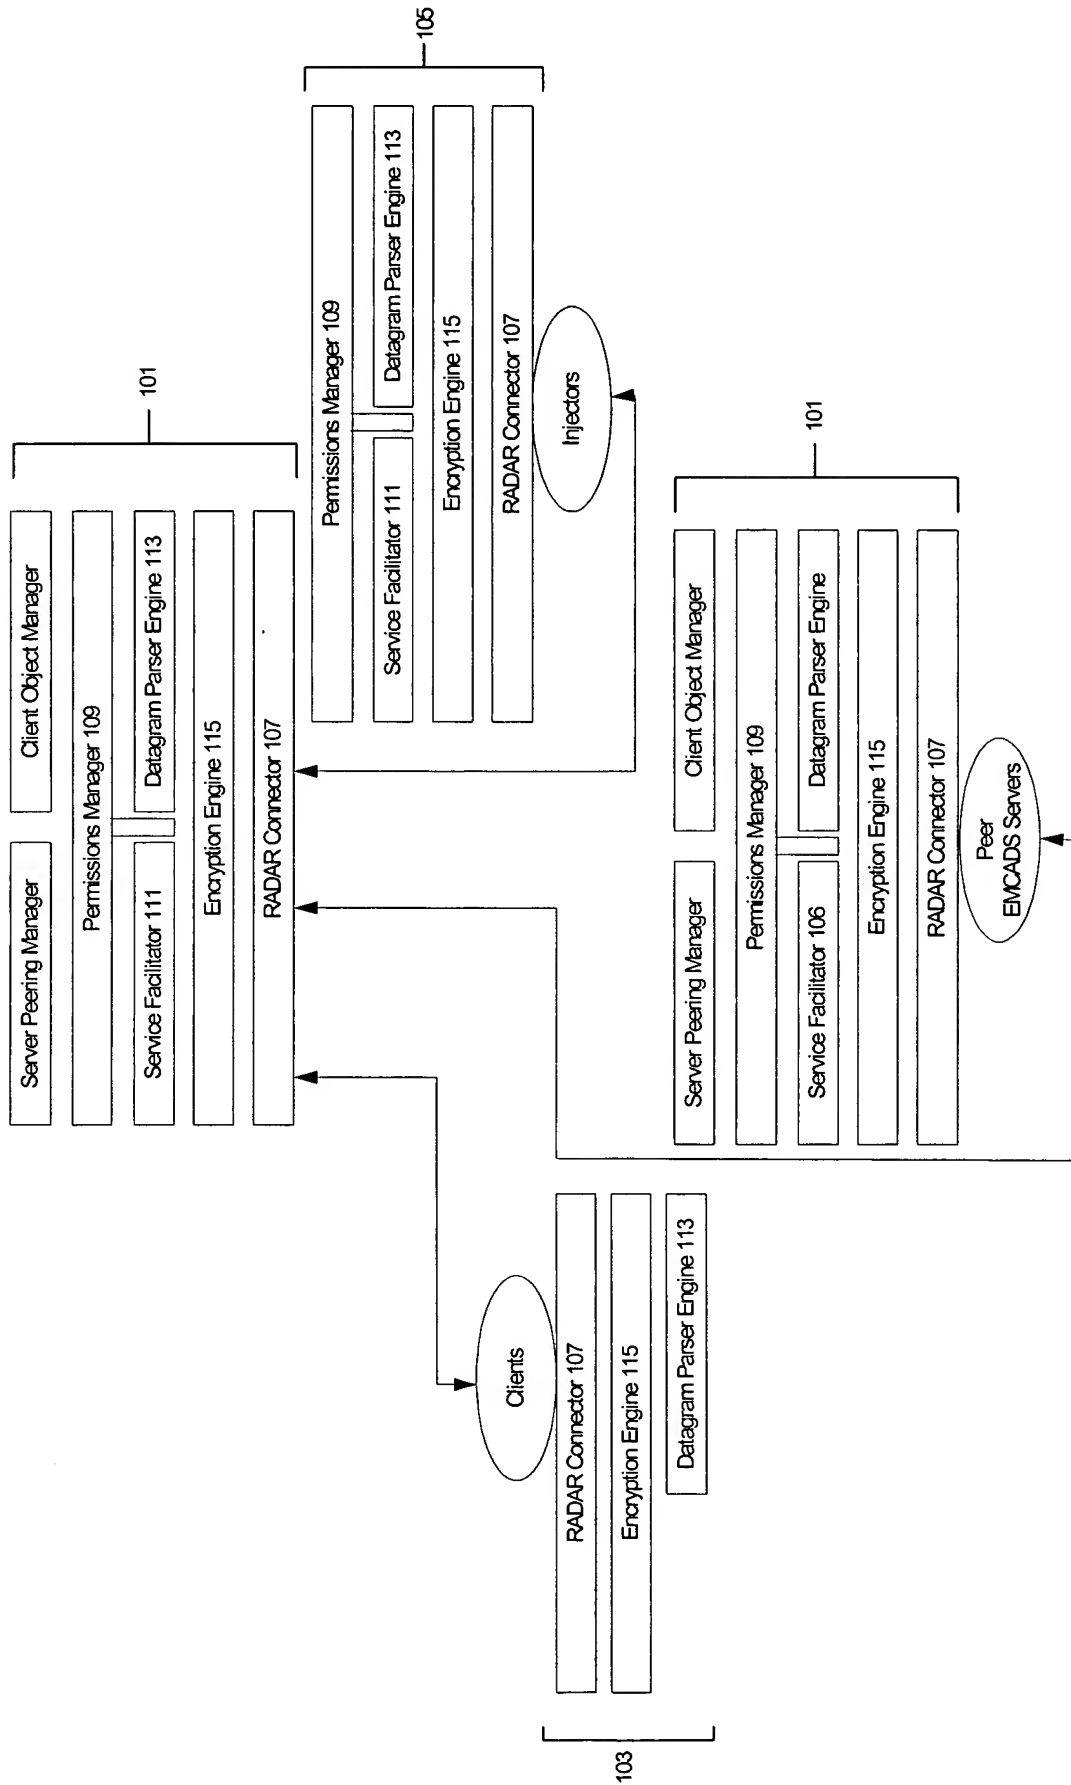 Server Peering Manager
Client Object Manager
Permissions Manager 109
Service Facilitator 111
Datagram Parser Engine 113
Encryption Engine 115
RADAR Connector 107
101
Permissions Manager 109
Service Facilitator 111
Datagram Parser Engine 113
Encryption Engine 115
RADAR Connector 107
Injectors
105
Clients
RADAR Connector 107
Encryption Engine 115
Datagram Parser Engine 113
103
Server Peering Manager
Client Object Manager
Permissions Manager 109
Service Facilitator 106
Datagram Parser Engine
Encryption Engine 115
RADAR Connector 107
Peer
EMCADS Servers
101